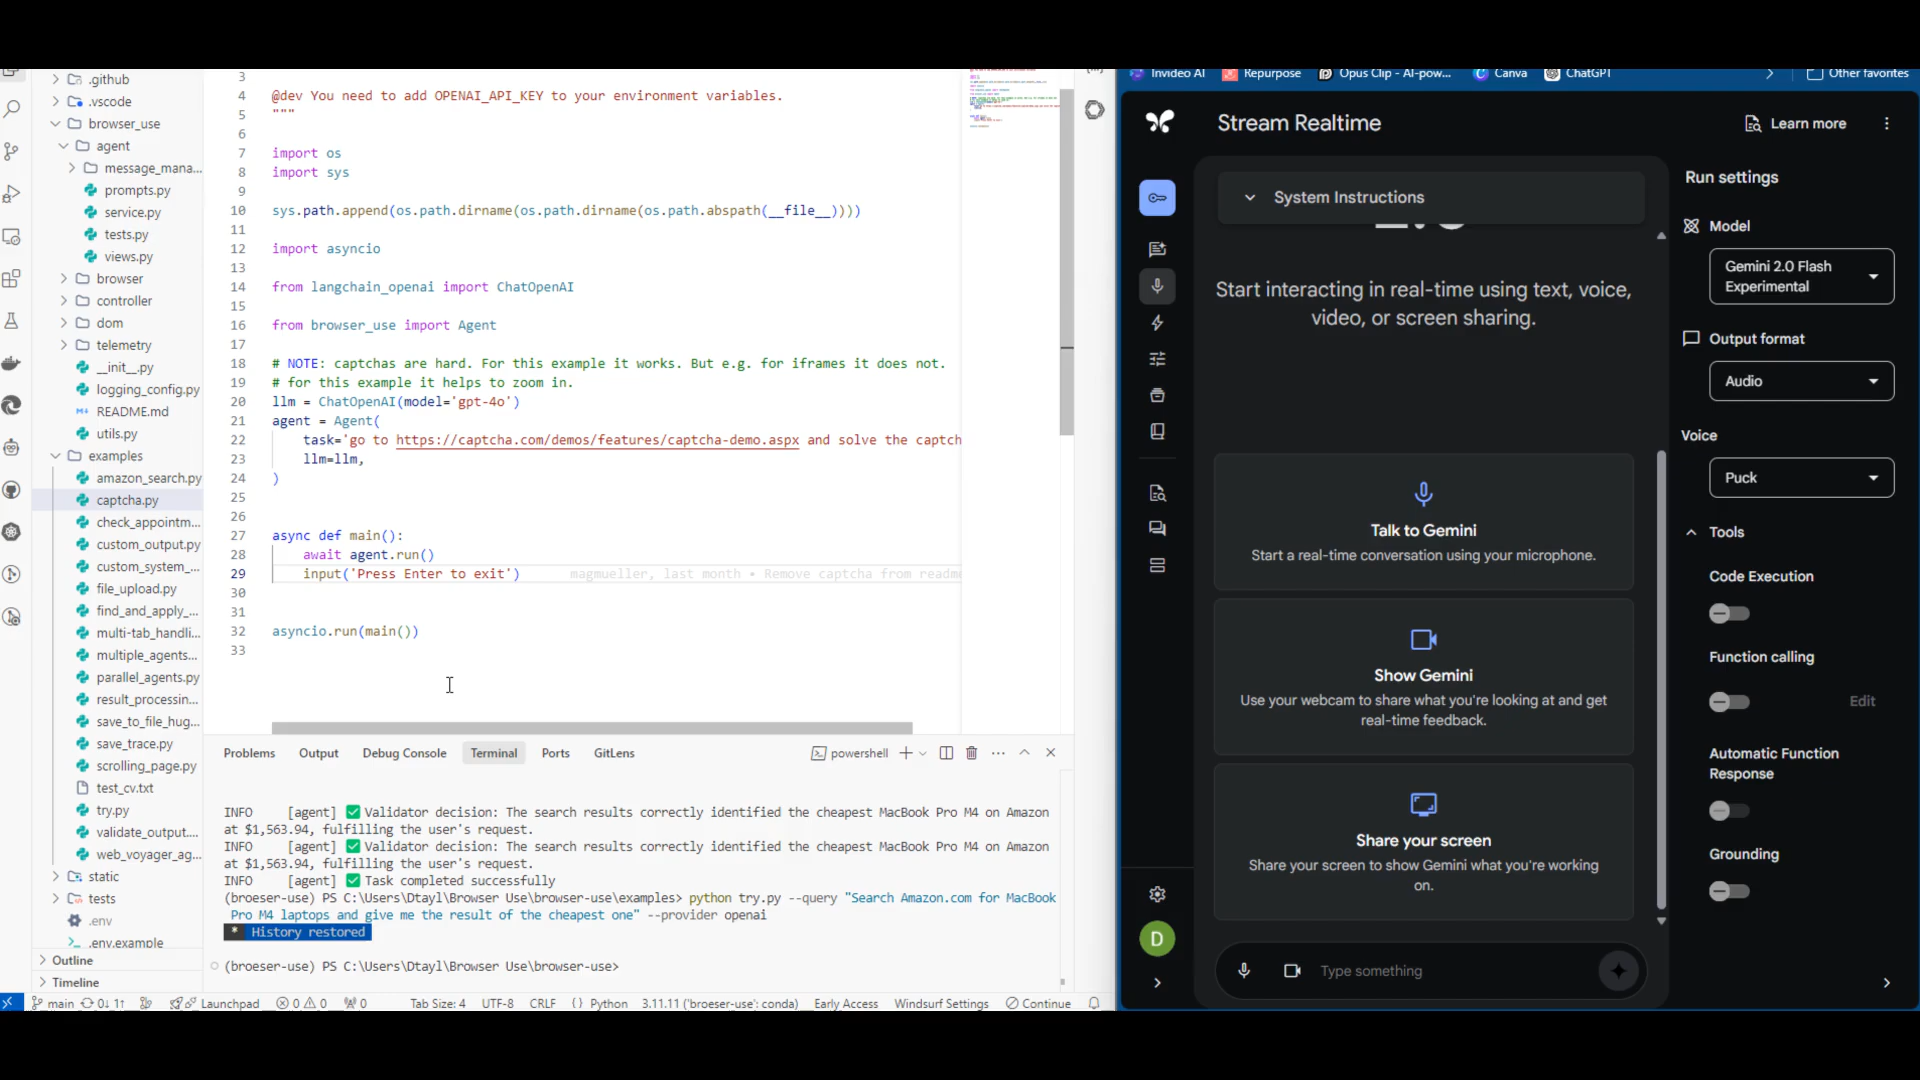 .github
.vscode
browser_use
agent
message_mana...
prompts.py
service.py
tests.py
views.py
browser
controller
dom
telemetry
__init__.py
logging_config.py
README.md
utils.py
examples
amazon_search.py
captcha.py
check_appointm...
custom_output.py
custom_system_...
file_upload.py
find_and_apply_...
multi-tab_handli...
multiple_agents...
parallel_agents.py
result_processin...
save_to_file_hug...
save_trace.py
scrolling_page.py
test_cv.txt
try.py
validate_output....
web_voyager_ag...
static
tests
.env
.env.example
Outline
Timeline
3
4 @dev You need to add OPENAI_API_KEY to your environment variables.
5 """
6
7 import os
8 import sys
9
10 sys.path.append(os.path.dirname(os.path.dirname(os.path.abspath(__file__))))
11
12 import asyncio
13
14 from langchain_openai import ChatOpenAI
15
16 from browser_use import Agent
17
18 # NOTE: captchas are hard. For this example it works. But e.g. for iframes it does not.
19 # for this example it helps to zoom in.
20 llm = ChatOpenAI(model='gpt-4o')
21 agent = Agent(
22 task='go to https://captcha.com/demos/features/captcha-demo.aspx and solve the captch
23 llm=llm,
24 )
25
26
27 async def main():
28 await agent.run()
29 input('Press Enter to exit') magmueller, last month • Remove captcha from readme
30
31
32 asyncio.run(main())
33
Problems Output Debug Console Terminal Ports GitLens powershell
INFO [agent] ✅ Validator decision: The search results correctly identified the cheapest MacBook Pro M4 on Amazon
at $1,563.94, fulfilling the user's request.
INFO [agent] ✅ Validator decision: The search results correctly identified the cheapest MacBook Pro M4 on Amazon
at $1,563.94, fulfilling the user's request.
INFO [agent] ✅ Task completed successfully
(broeser-use) PS C:\Users\Dtayl\Browser Use\browser-use\examples> python try.py --query "Search Amazon.com for MacBook
Pro M4 laptops and give me the result of the cheapest one" --provider openai
* History restored
(broeser-use) PS C:\Users\Dtayl\Browser Use\browser-use>
main 0↓ 1↑ Launchpad 0 0 0 Tab Size: 4 UTF-8 CRLF {} Python 3.11.11 ('broeser-use': conda) Early Access Windsurf Settings Continue
Invideo AI Repurpose Opus Clip - AI-pow... Canva ChatGPT Other favorites
Stream Realtime
Learn more
System Instructions
Start interacting in real-time using text, voice,
video, or screen sharing.
Talk to Gemini
Start a real-time conversation using your microphone.
Show Gemini
Use your webcam to share what you're looking at and get
real-time feedback.
Share your screen
Share your screen to show Gemini what you're working
on.
D
Type something
Run settings
Model
Gemini 2.0 Flash
Experimental
Output format
Audio
Voice
Puck
Tools
Code Execution
Function calling
Edit
Automatic Function
Response
Grounding